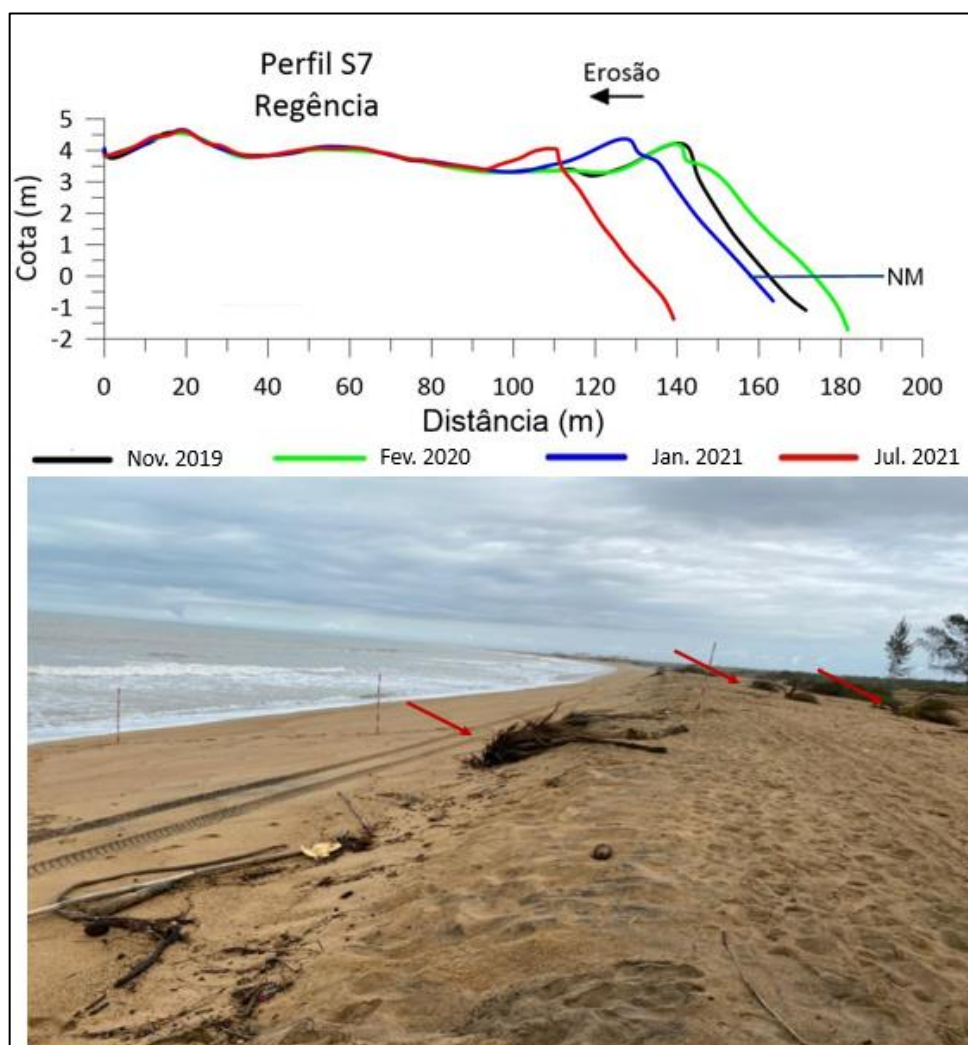 Perfil S7
Regência
Erosão
5
4
3
2
1
0
-1
-2
Cota (m)
NM
0 20 40 60 80 100 120 140 160 180 200
Distância (m)
Nov. 2019 Fev. 2020 Jan. 2021 Jul. 2021